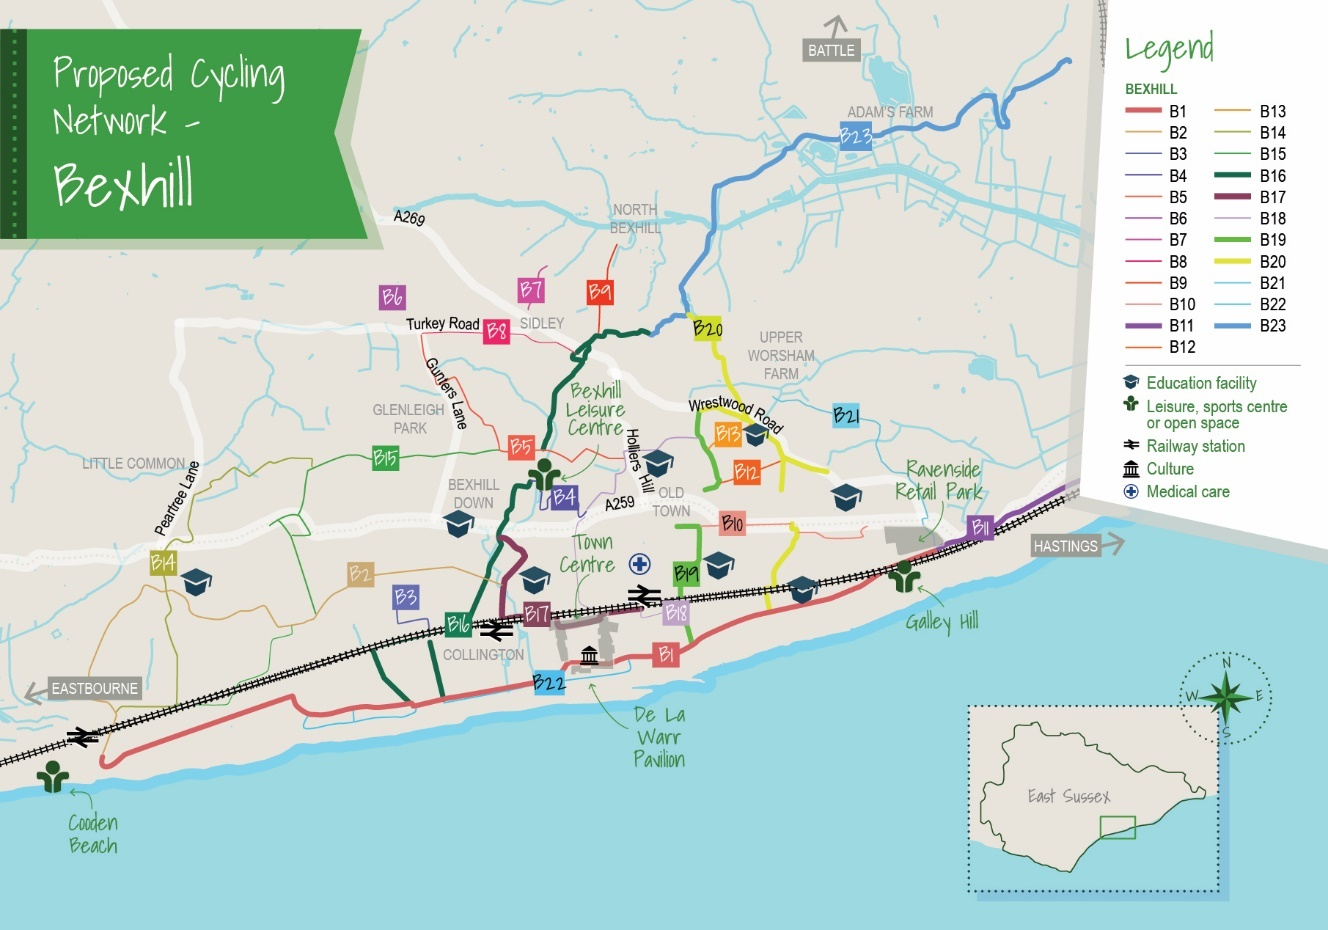 Proposed Cycling
Network -
Bexhill
BATTLE
ADAM'S FARM
B23
A269
NORTH
BEXHILL
B6
B7
B9
Turkey Road
B8
SIDLEY
B20
UPPER
WORSHAM
FARM
Gunters Lane
GLENLEIGH
PARK
Bexhill
Leisure
Centre
Wrestwood Road
B13
B21
B12
Holliers Hill
LITTLE COMMON
Peartree Lane
B15
B5
BEXHILL
DOWN
B4
A259
OLD
TOWN
B10
Ravenside
Retail Park
B11
HASTINGS
Town
Centre
B14
B2
B3
B19
B16
B17
B18
COLLINGTON
B1
B22
Galley Hill
EASTBOURNE
De La
Warr
Pavilion
Cooden
Beach
Legend
BEXHILL
B1
B2
B3
B4
B5
B6
B7
B8
B9
B10
B11
B12
B13
B14
B15
B16
B17
B18
B19
B20
B21
B22
B23
Education facility
Leisure, sports centre
or open space
Railway station
Culture
Medical care
N
W
E
S
East Sussex